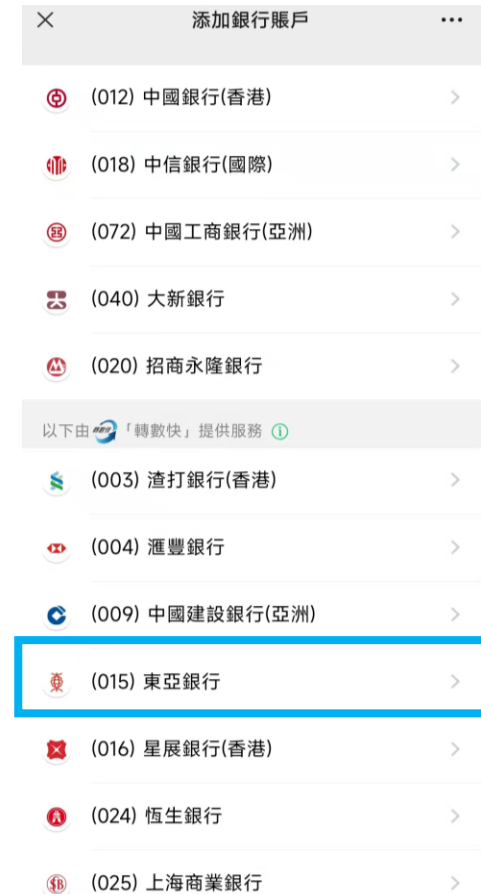 添加銀行賬戶
(012) 中國銀行(香港)
(018) 中信銀行(國際)
(072) 中國工商銀行(亞洲)
(040) 大新銀行
(020) 招商永隆銀行
以下由「轉數快」提供服務
(003) 渣打銀行(香港)
(004) 滙豐銀行
(009) 中國建設銀行(亞洲)
(015) 東亞銀行
(016) 星展銀行(香港)
(024) 恆生銀行
(025) 上海商業銀行